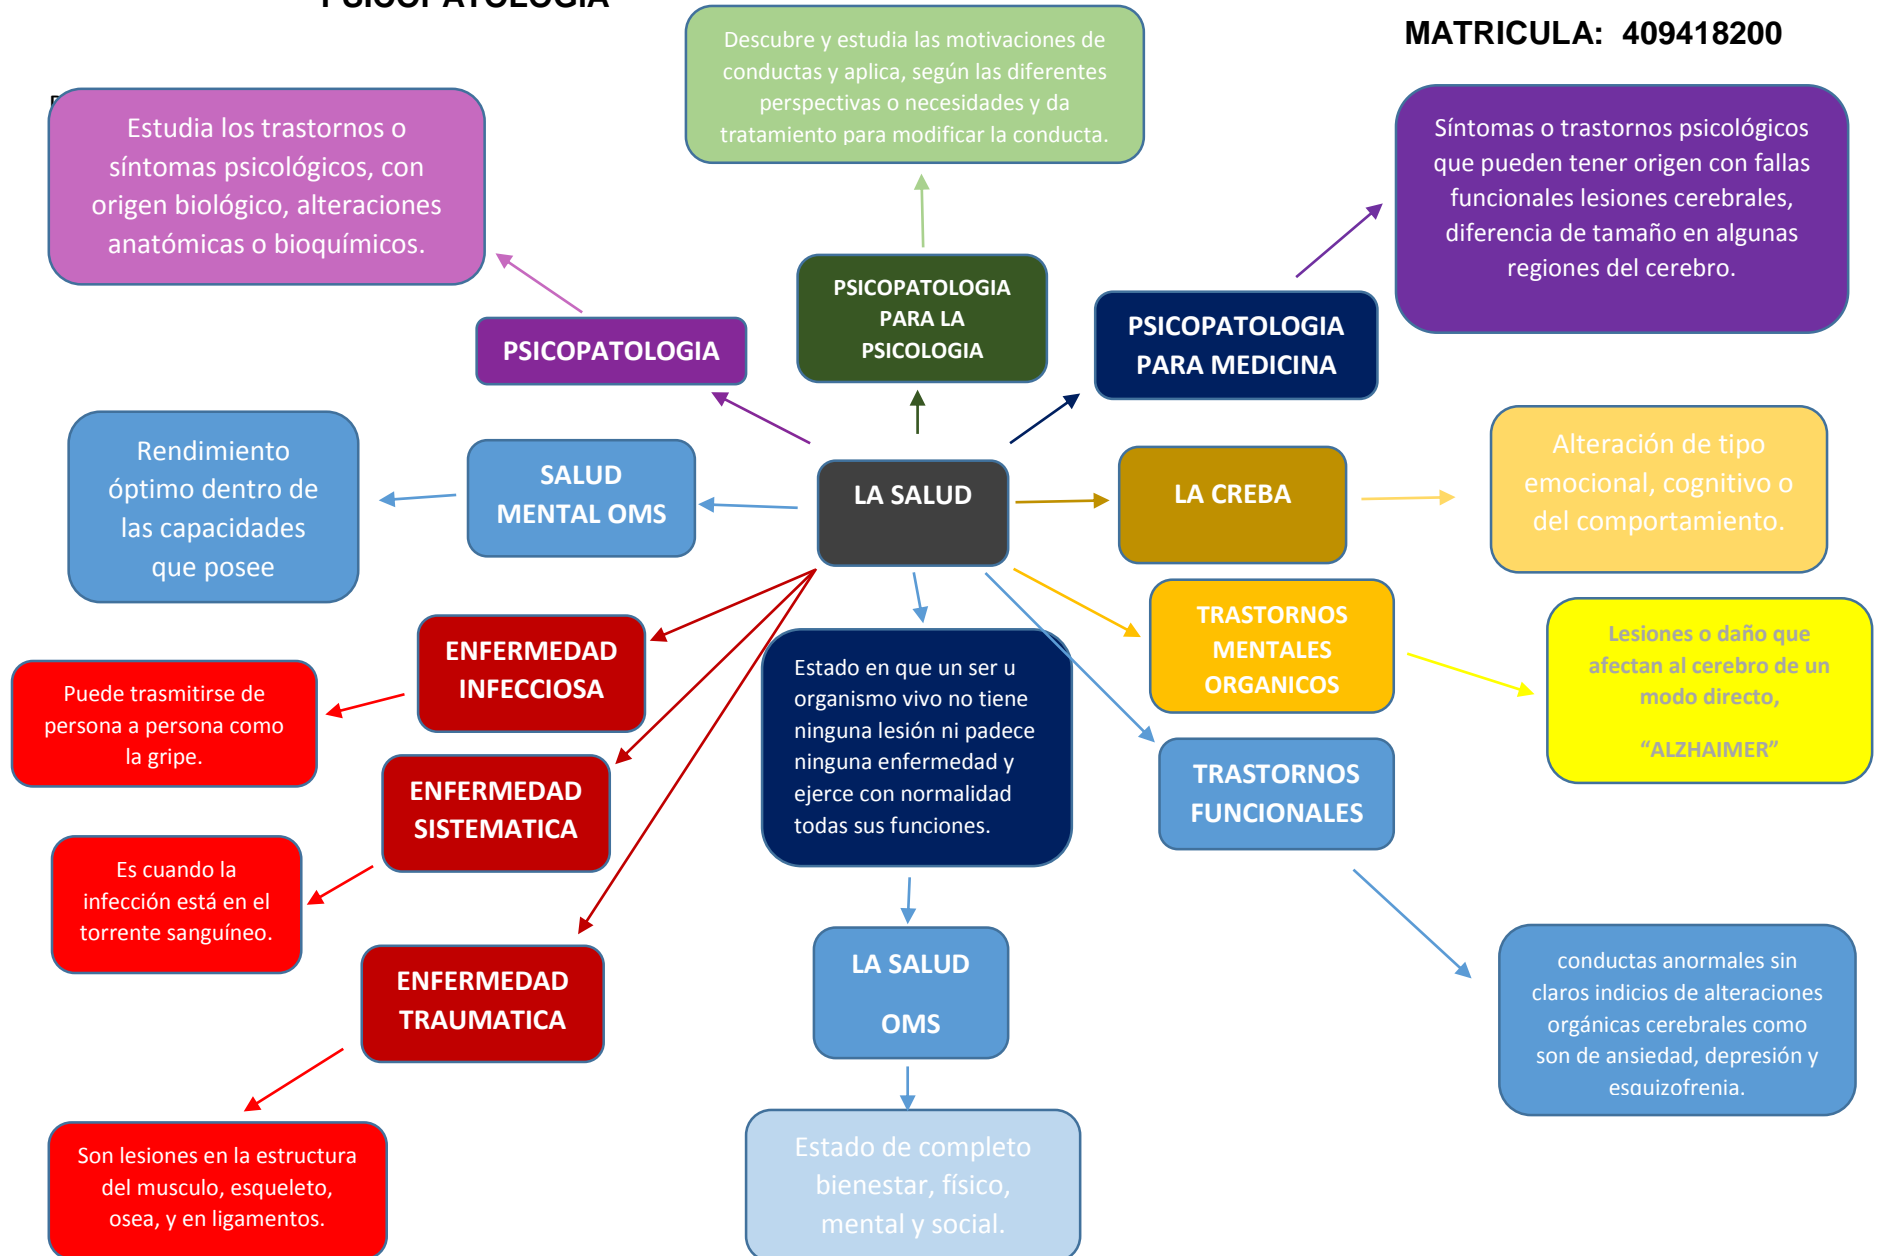 PSICOPATOLOGIA
MATRICULA: 409418200
Descubre y estudia las motivaciones de
conductas y aplica, según las diferentes
perspectivas o necesidades y da
tratamiento para modificar la conducta.
Estudia los trastornos o
síntomas psicológicos, con
origen biológico, alteraciones
anatómicas o bioquímicos.
Síntomas o trastornos psicológicos
que pueden tener origen con fallas
funcionales lesiones cerebrales,
diferencia de tamaño en algunas
regiones del cerebro.
PSICOPATOLOGIA
PSICOPATOLOGIA
PARA LA
PSICOLOGIA
PSICOPATOLOGIA
PARA MEDICINA
Rendimiento
óptimo dentro de
las capacidades
que posee
SALUD
MENTAL OMS
LA SALUD
LA CREBA
Alteración de tipo
emocional, cognitivo o
del comportamiento.
ENFERMEDAD
INFECCIOSA
Puede trasmitirse de
persona a persona como
la gripe.
Estado en que un ser u
organismo vivo no tiene
ninguna lesión ni padece
ninguna enfermedad y
ejerce con normalidad
todas sus funciones.
TRASTORNOS
MENTALES
ORGANICOS
Lesiones o daño que
afectan al cerebro de un
modo directo,
“ALZHAIMER”
ENFERMEDAD
SISTEMATICA
Es cuando la
infección está en el
torrente sanguíneo.
TRASTORNOS
FUNCIONALES
ENFERMEDAD
TRAUMATICA
LA SALUD
OMS
conductas anormales sin
claros indicios de alteraciones
orgánicas cerebrales como
son de ansiedad, depresión y
esquizofrenia.
Son lesiones en la estructura
del musculo, esqueleto,
osea, y en ligamentos.
Estado de completo
bienestar, físico,
mental y social.